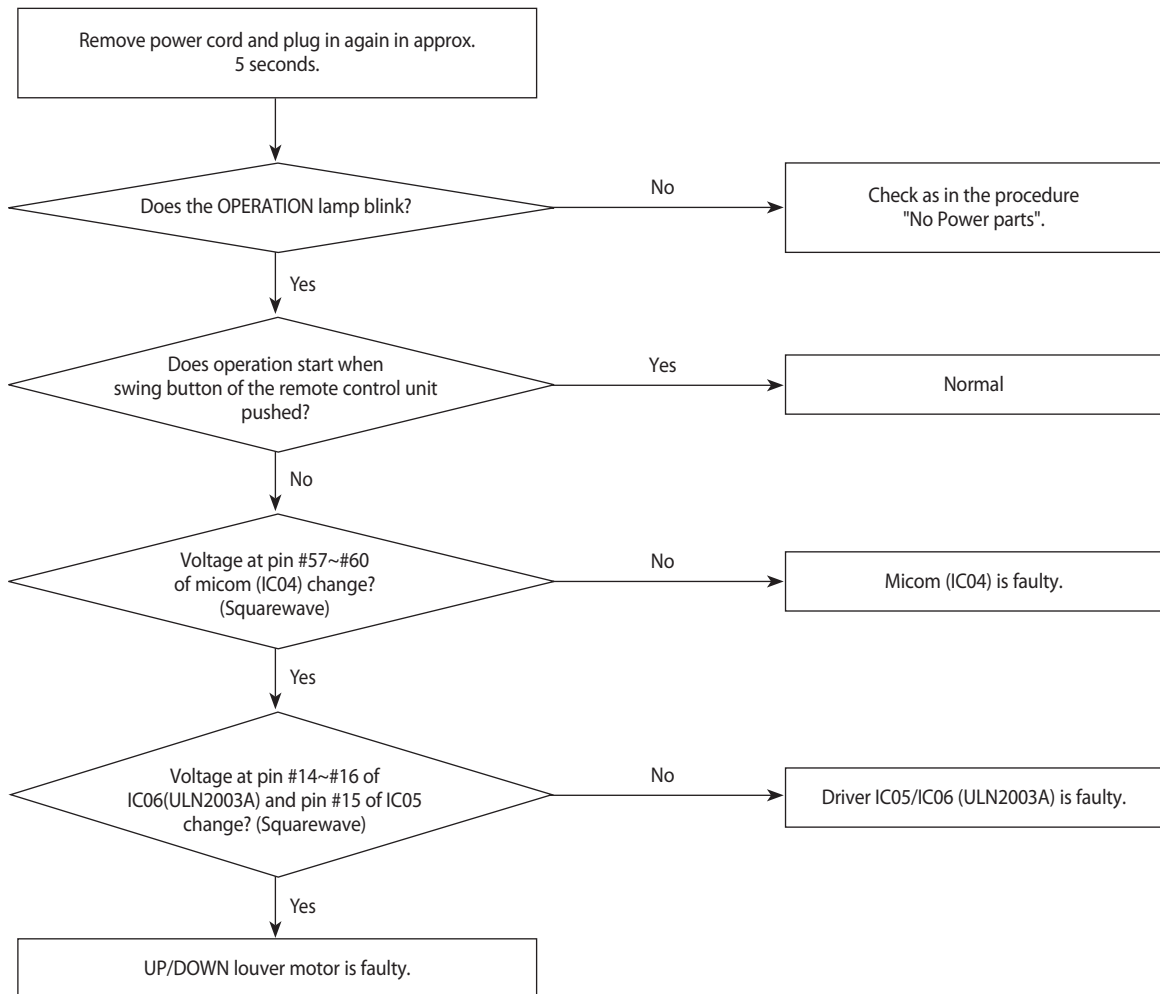 Remove power cord and plug in again in approx.
5 seconds.
Does the OPERATION lamp blink?
No
Check as in the procedure
"No Power parts".
Yes
Does operation start when
swing button of the remote control unit
pushed?
Yes
Normal
No
Voltage at pin #57~#60
of micom (IC04) change?
(Squarewave)
No
Micom (IC04) is faulty.
Yes
Voltage at pin #14~#16 of
IC06(ULN2003A) and pin #15 of IC05
change? (Squarewave)
No
Driver IC05/IC06 (ULN2003A) is faulty.
Yes
UP/DOWN louver motor is faulty.